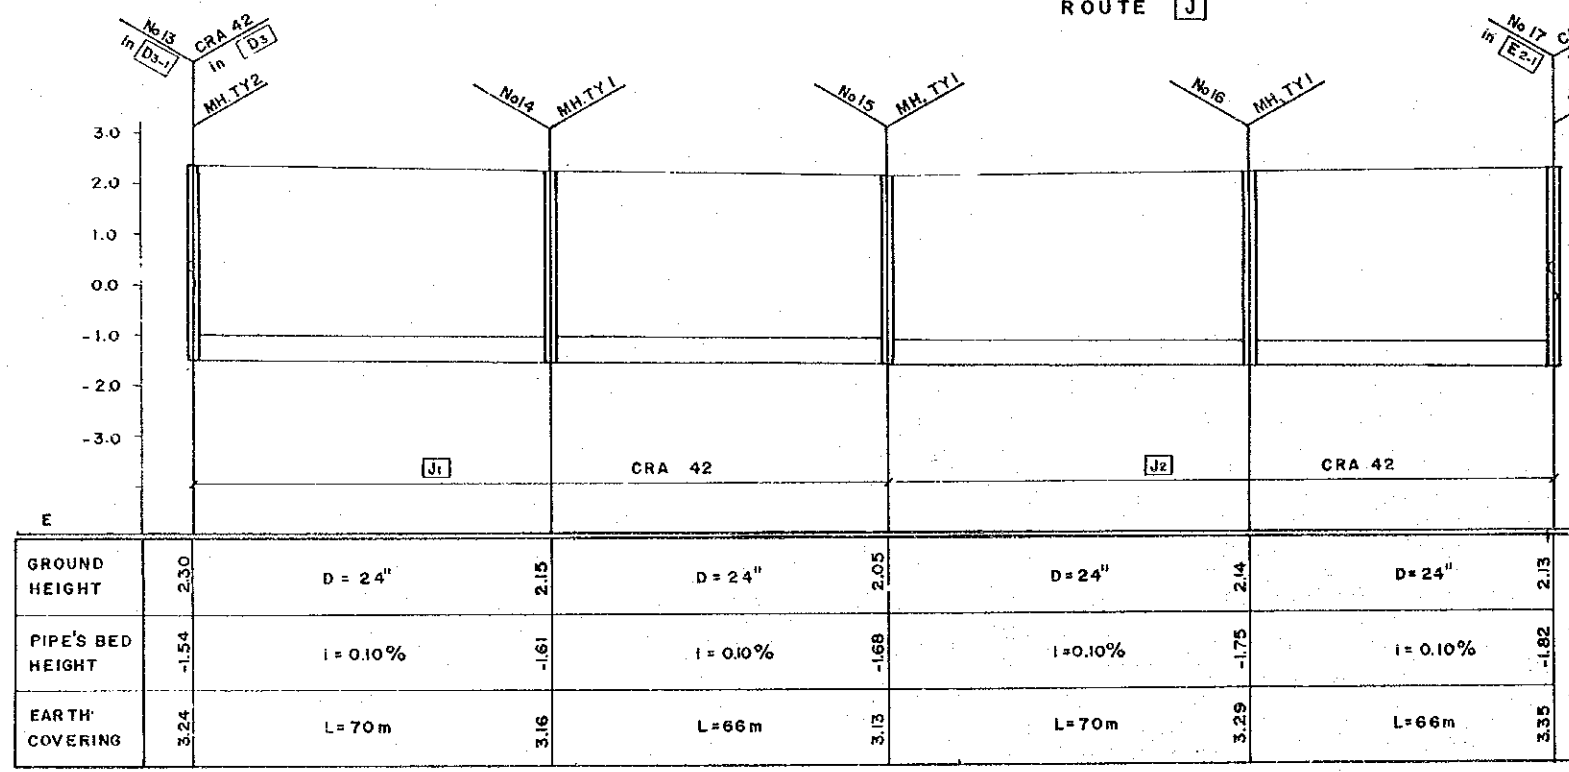 ROUTE J
No 13
in D3-1
CRA 42
in D3
MH. TY2
No14
MH. TY1
No 15
MH, TY1
No 16
MH, TY1
No 17
in E2-1
3.0
2.0
1.0
0.0
-1.0
-2.0
-3.0
J1 CRA 42
J2 CRA 42
E
GROUND HEIGHT 2.30 D = 24" 2.15 D = 24" 2.05 D = 24" 2.14 D = 24" 2.13
PIPE'S BED HEIGHT -1.54 i = 0.10% -1.61 i = 0.10% -1.68 i = 0.10% -1.75 i = 0.10% -1.82
EARTH COVERING 3.24 L = 70m 3.16 L = 66m 3.13 L = 70m 3.29 L = 66m 3.35